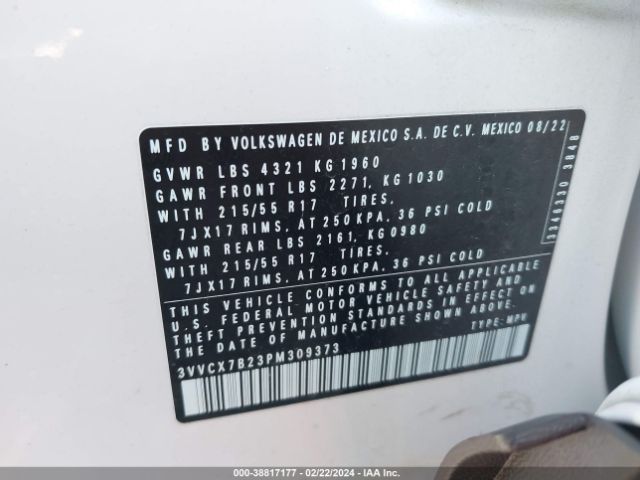 MFD BY VOLKSWAGEN DE MEXICO S.A. DE C.V. MEXICO 08/22
GVWR LBS 4321 KG 1960
GAWR FRONT LBS 2271, KG 1030
WITH 215/55 R17 TIRES,
7JX17 RIMS, AT 250 KPA, 36 PSI COLD
GAWR REAR LBS 2161, KG 0980
WITH 215/55 R17 TIRES,
7JX17 RIMS, AT 250 KPA, 36 PSI COLD
THIS VEHICLE CONFORMS TO ALL APPLICABLE
U.S. FEDERAL MOTOR VEHICLE SAFETY AND
THEFT PREVENTION STANDARDS IN EFFECT ON
THE DATE OF MANUFACTURE SHOWN ABOVE.
TYPE: MPV
3VVCX7B23PM309373
3346330 3848
000-38817177 - 02/22/2024 - IAA Inc.